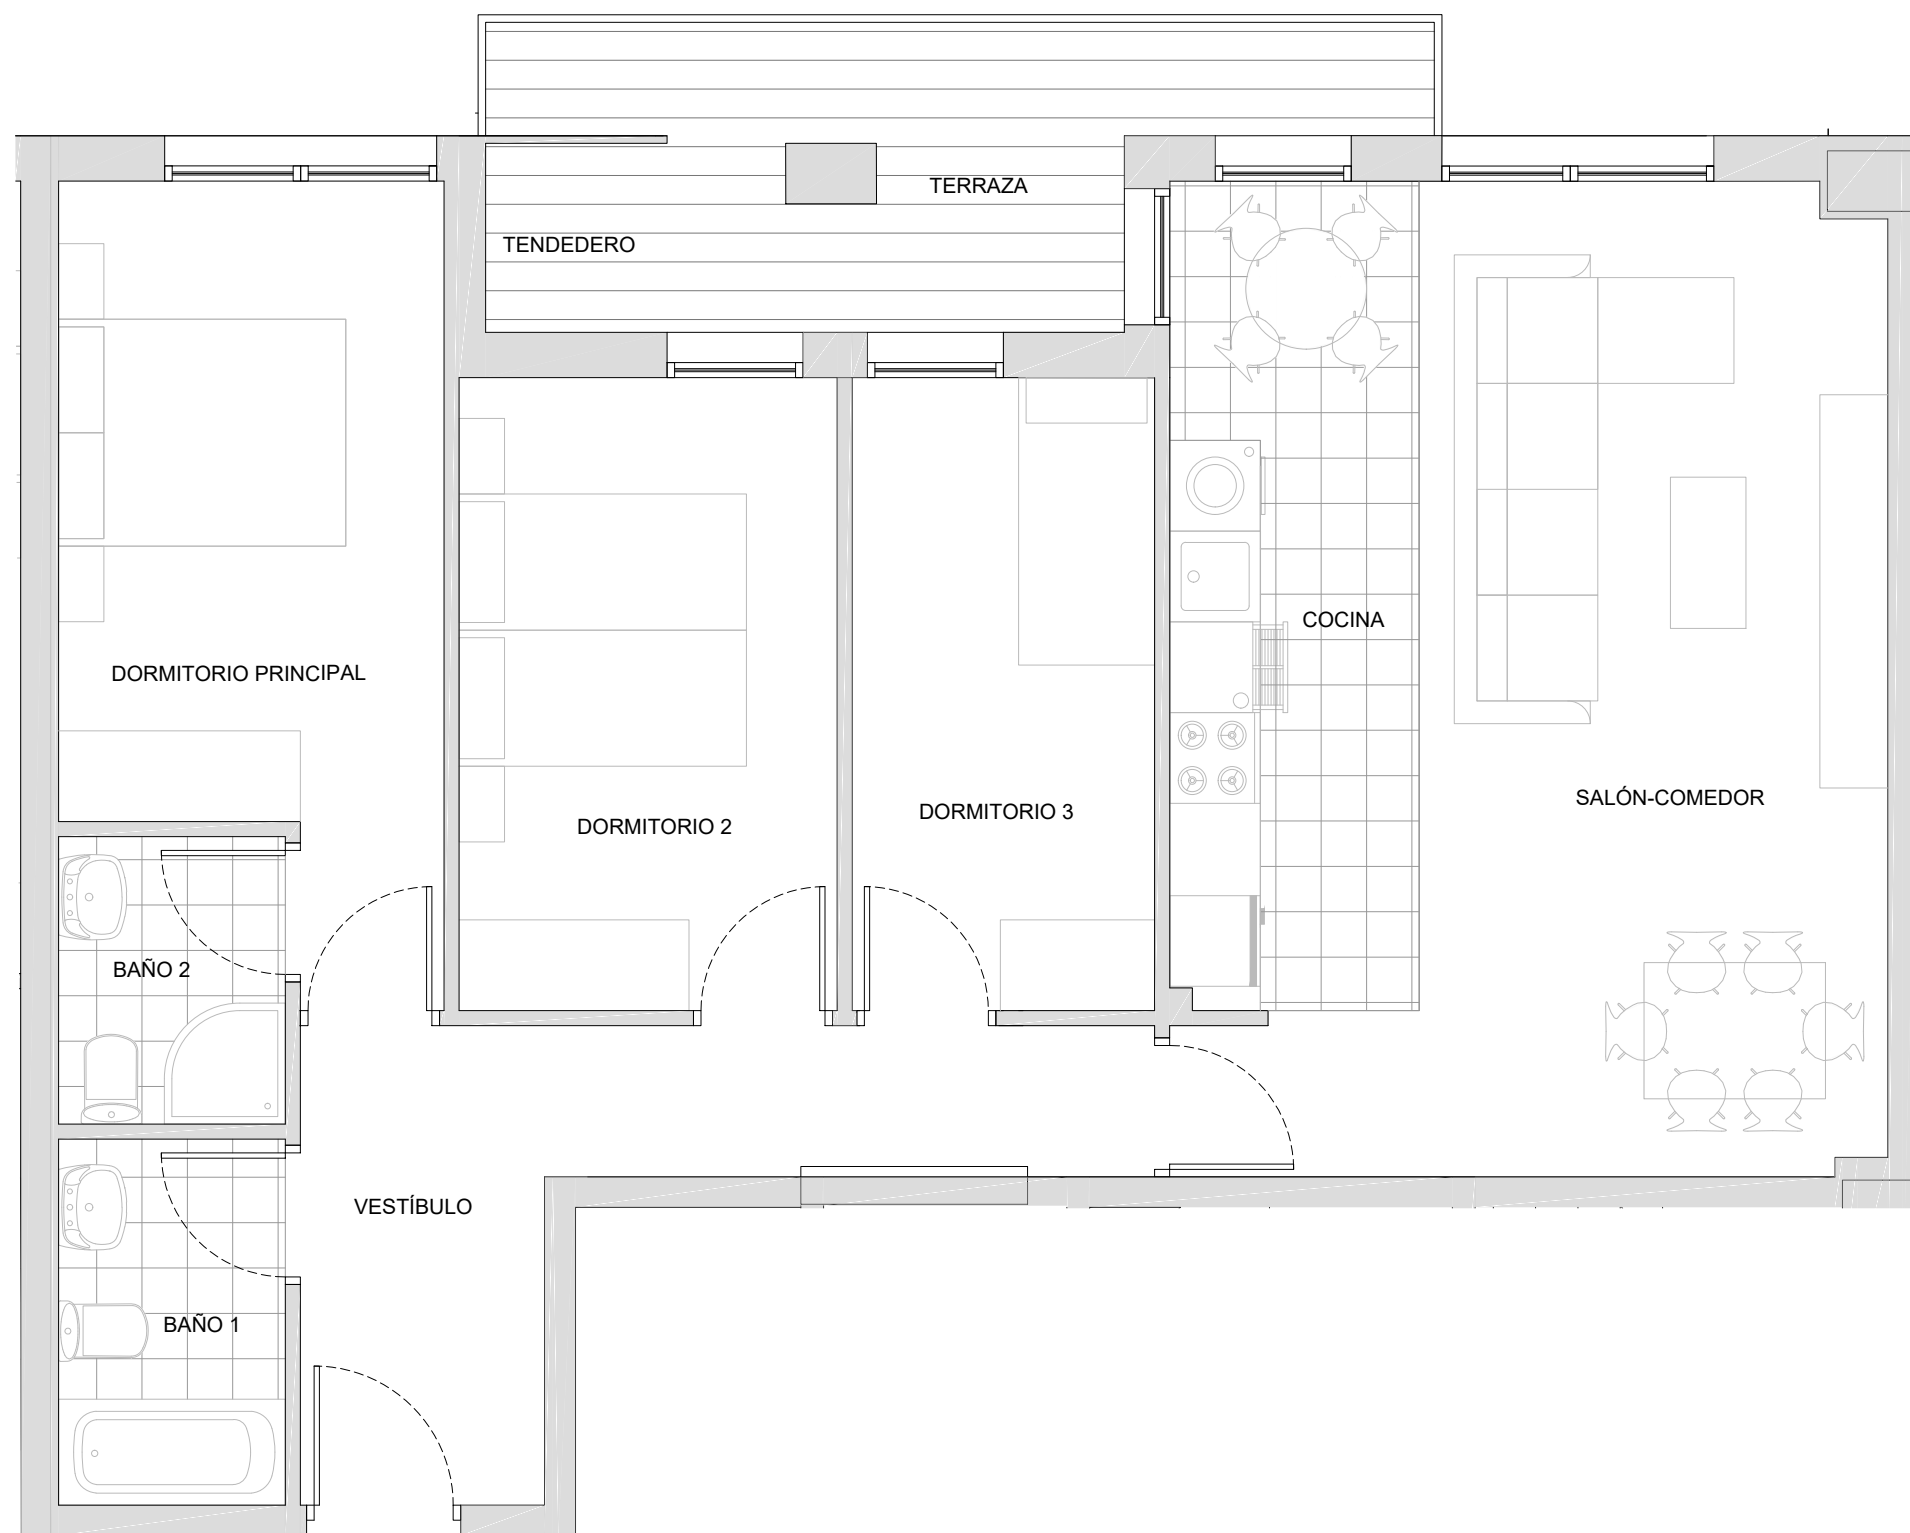 TERRAZA
TENDEDERO
COCINA
DORMITORIO PRINCIPAL
SALÓN-COMEDOR
DORMITORIO 3
DORMITORIO 2
BAÑO 2
VESTÍBULO
BAÑO 1